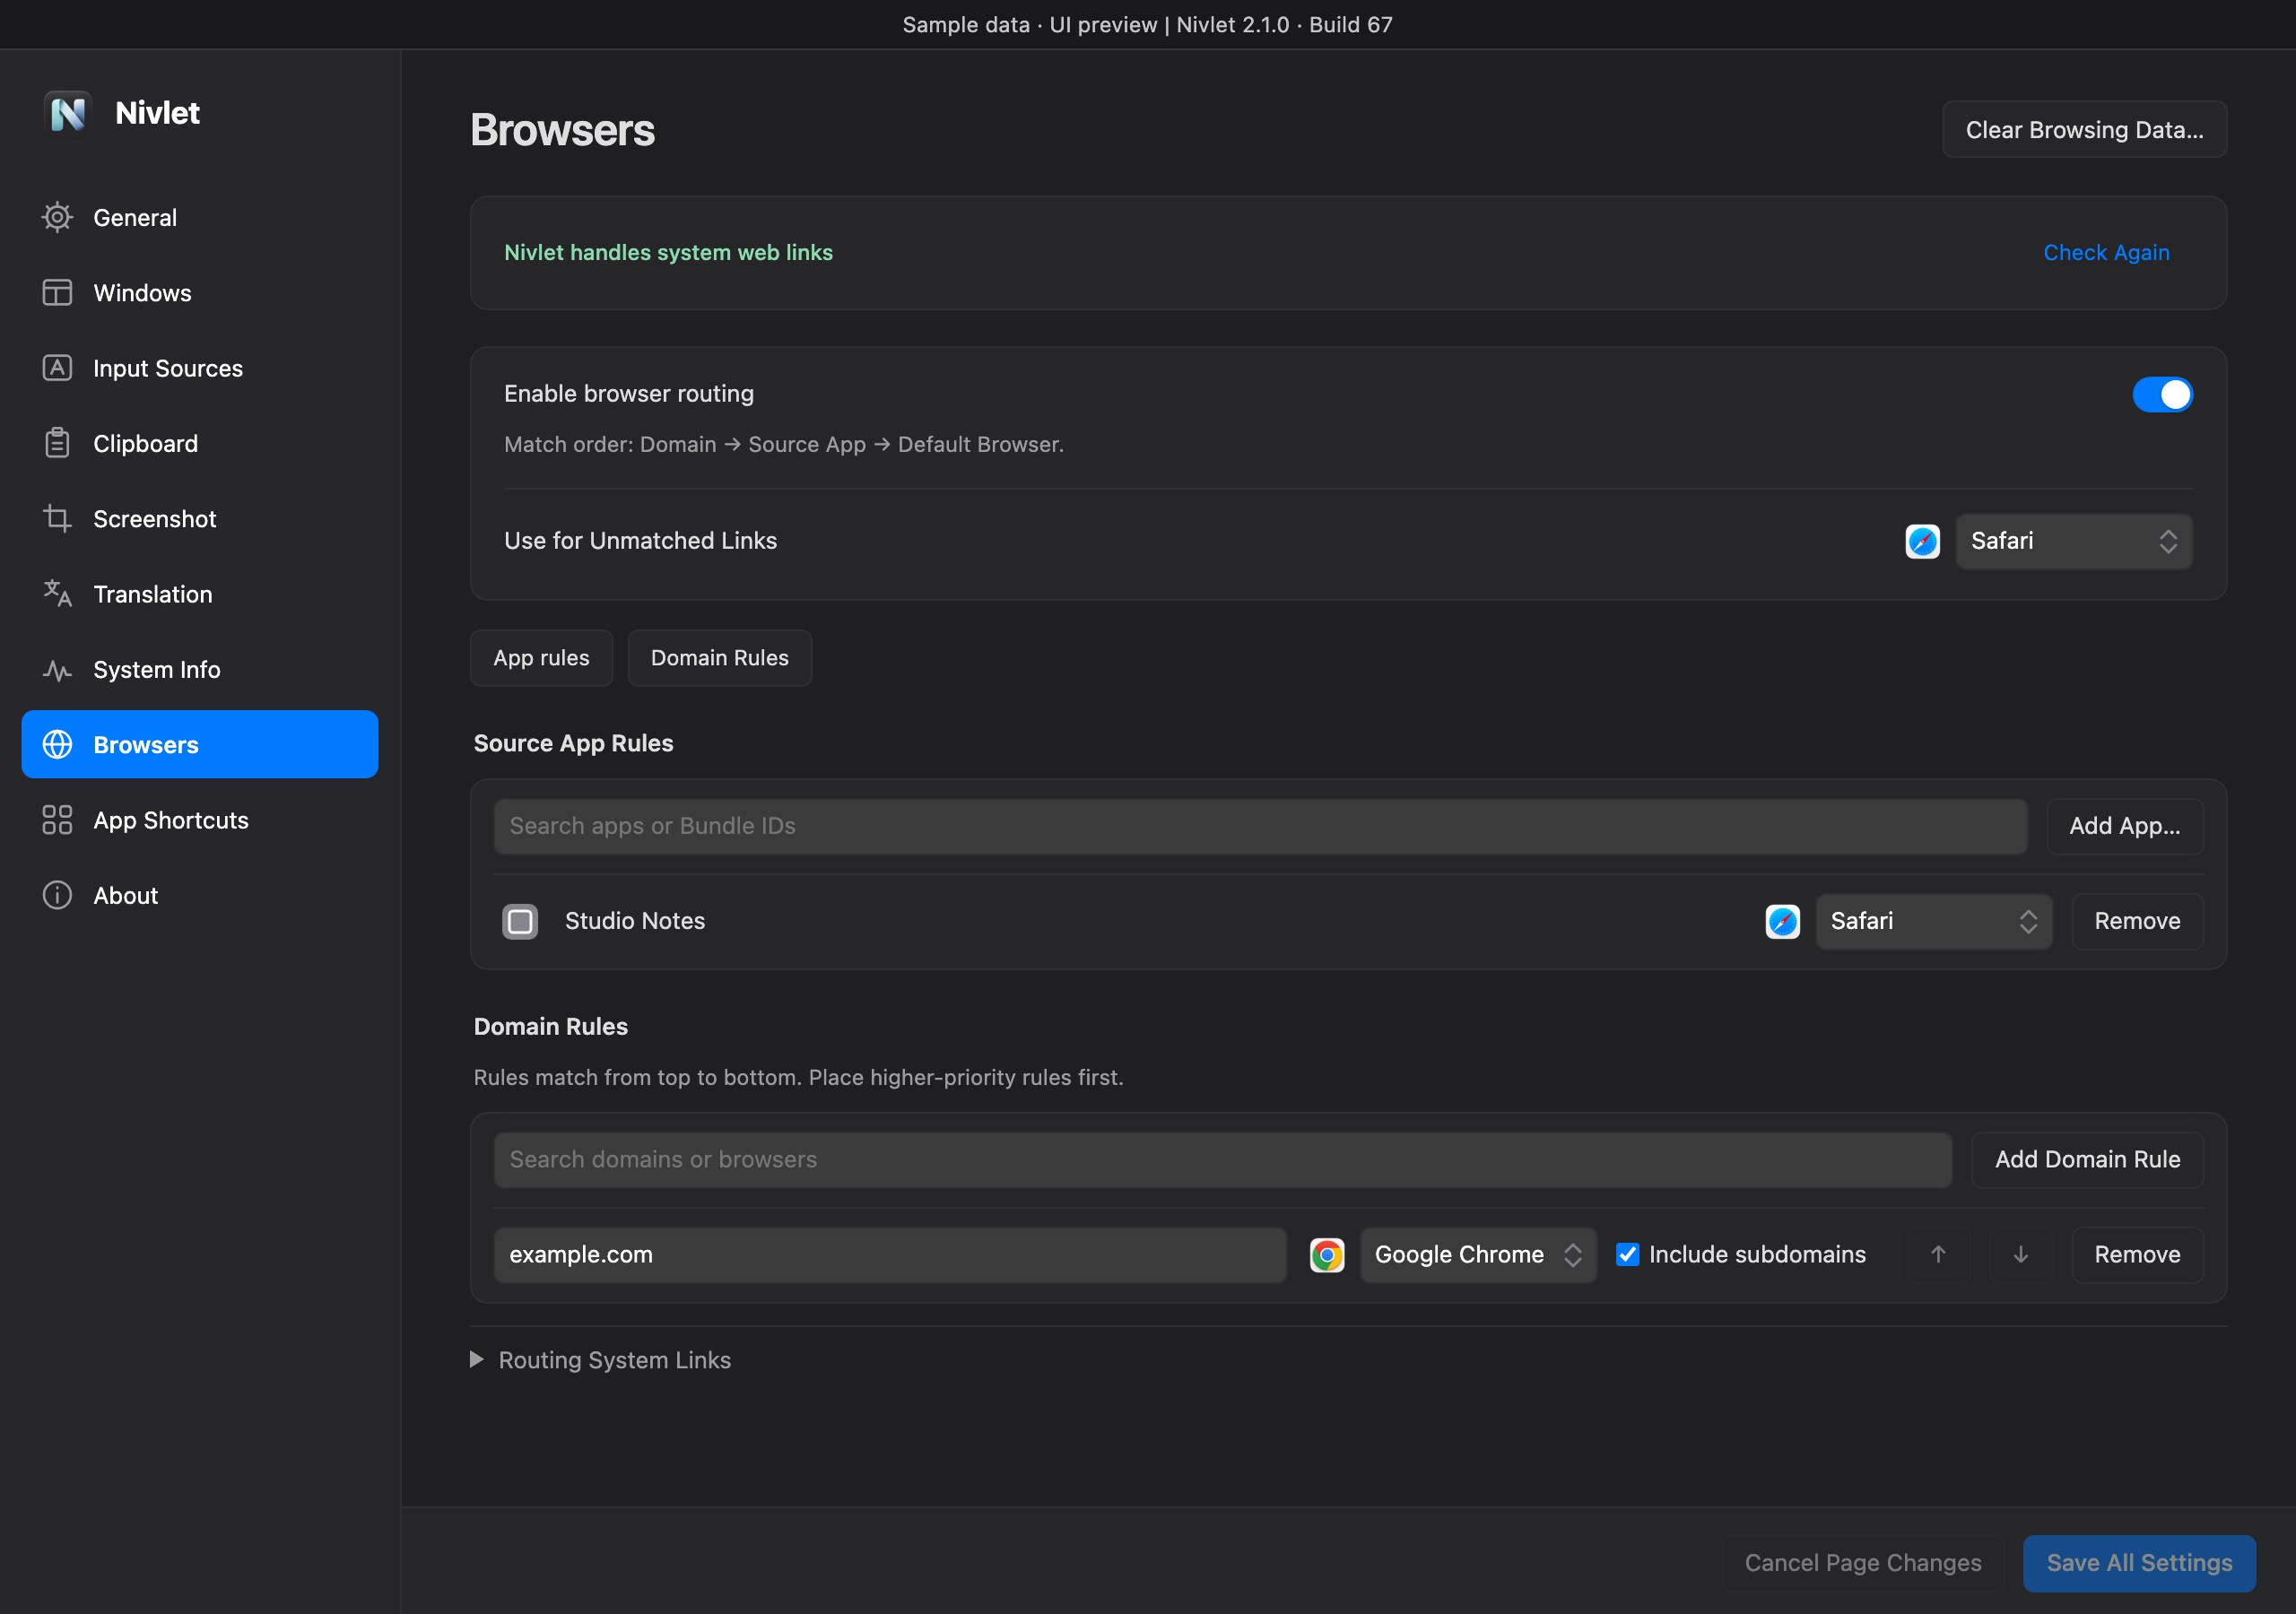 Sample data · UI preview | Nivlet 2.1.0 · Build 67
Nivlet
General
Windows
Input Sources
Clipboard
Screenshot
Translation
System Info
Browsers
App Shortcuts
About
Browsers
Clear Browsing Data...
Nivlet handles system web links
Check Again
Enable browser routing
Match order: Domain → Source App → Default Browser.
Use for Unmatched Links
Safari
App rules
Domain Rules
Source App Rules
Search apps or Bundle IDs
Add App...
Studio Notes
Safari
Remove
Domain Rules
Rules match from top to bottom. Place higher-priority rules first.
Search domains or browsers
Add Domain Rule
example.com
Google Chrome
Include subdomains
↑
↓
Remove
Routing System Links
Cancel Page Changes
Save All Settings